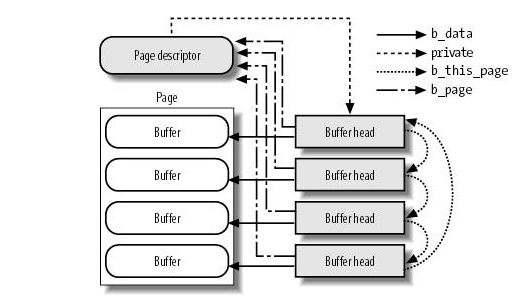 b_data
private
b_this_page
b_page
Page descriptor
Page
Buffer
Buffer head
Buffer
Buffer head
Buffer
Buffer head
Buffer
Buffer head